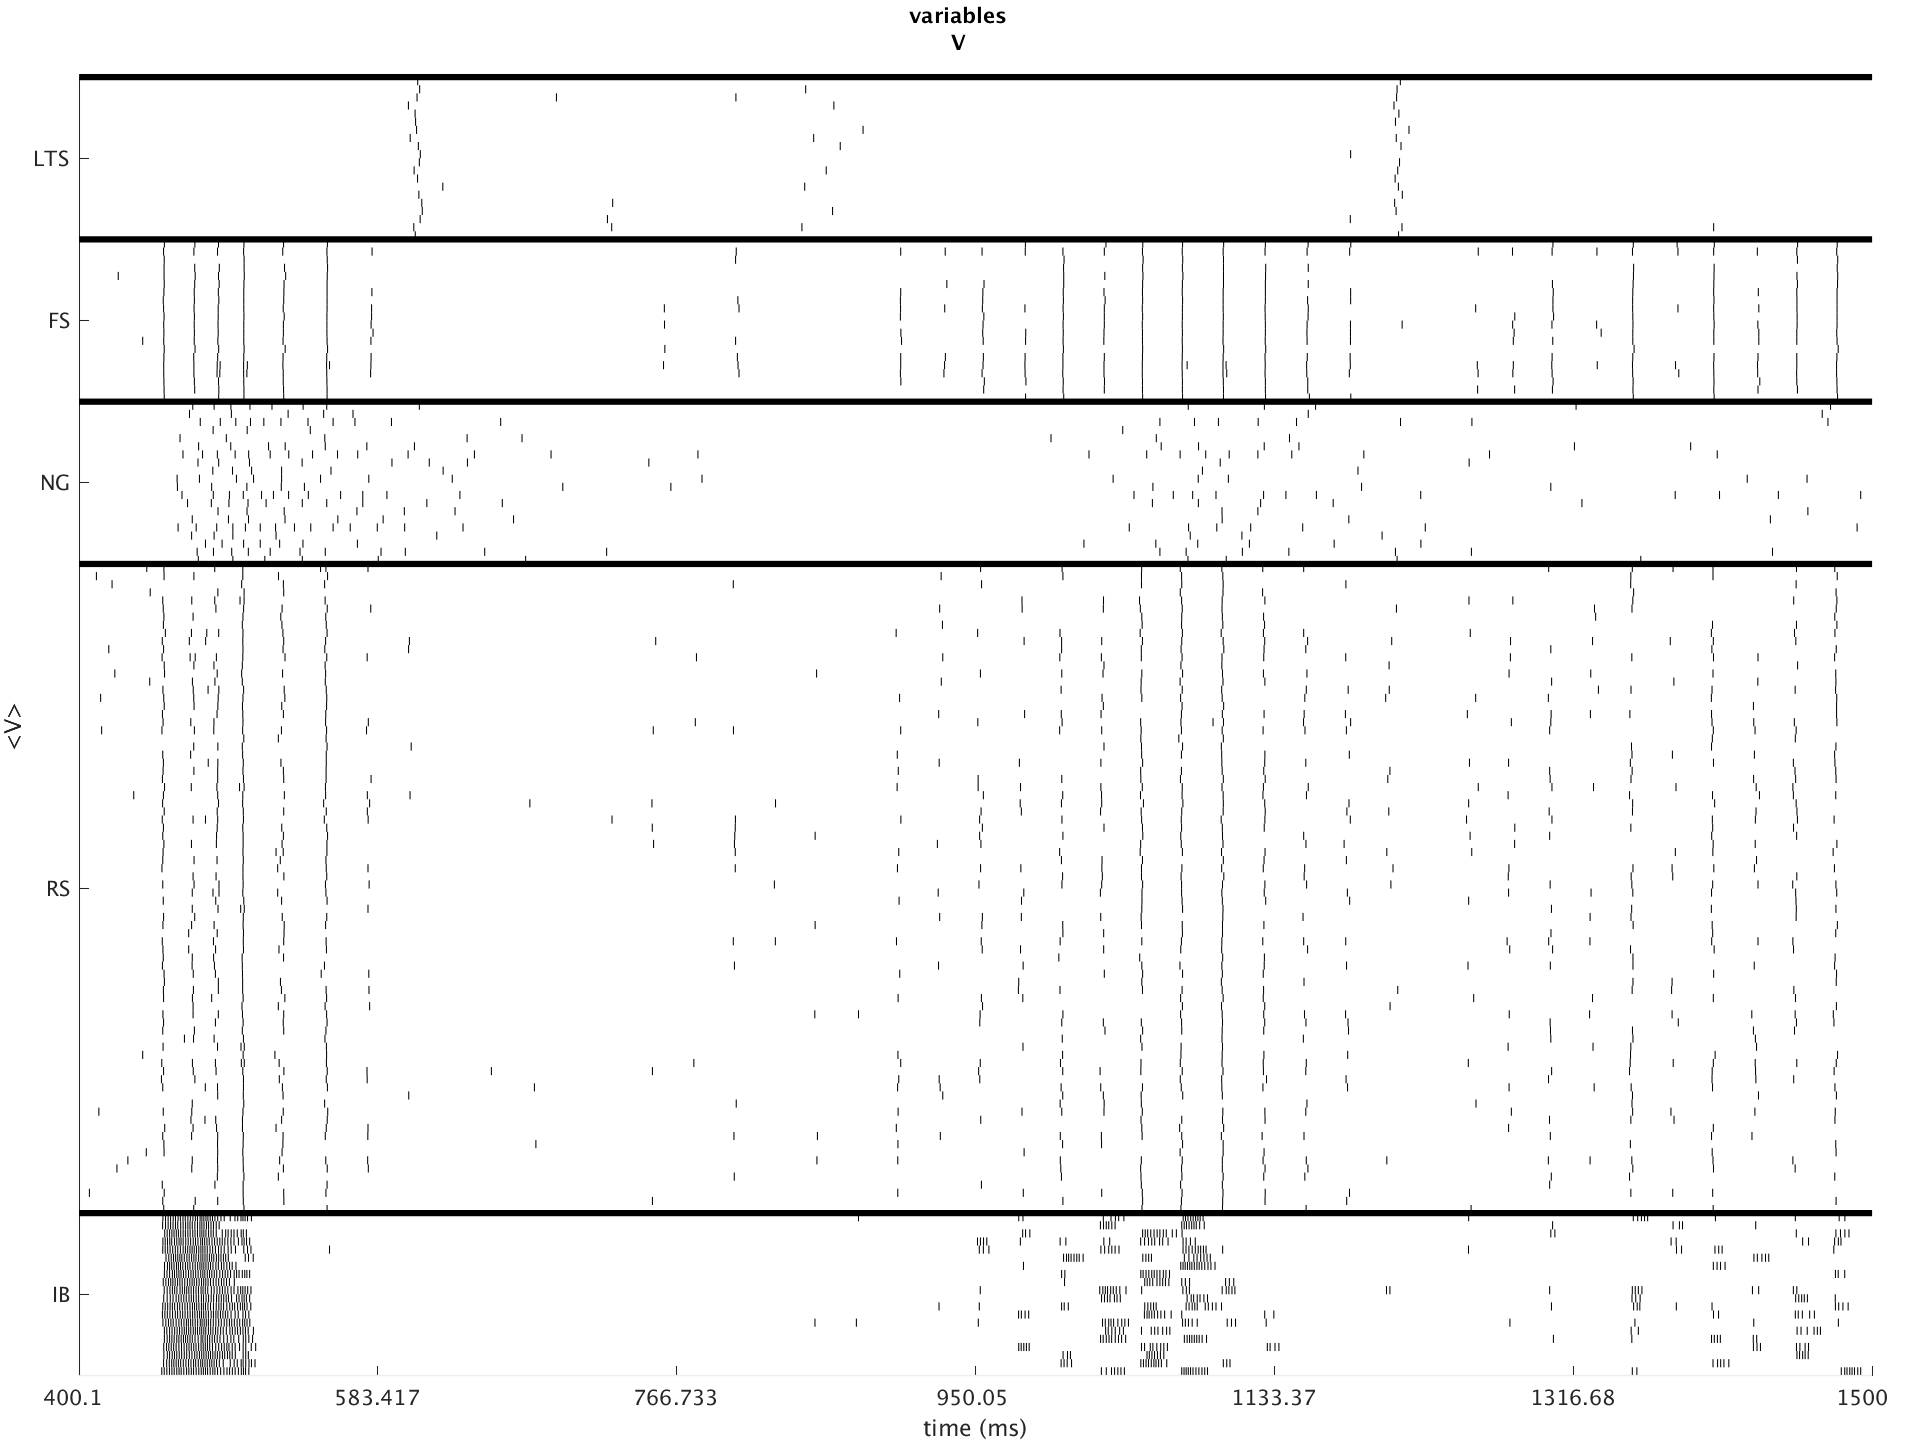 variables
V
LTS
FS
NG
RS
IB
<V>
400.1 583.417 766.733 950.05 1133.37 1316.68 1500
time (ms)